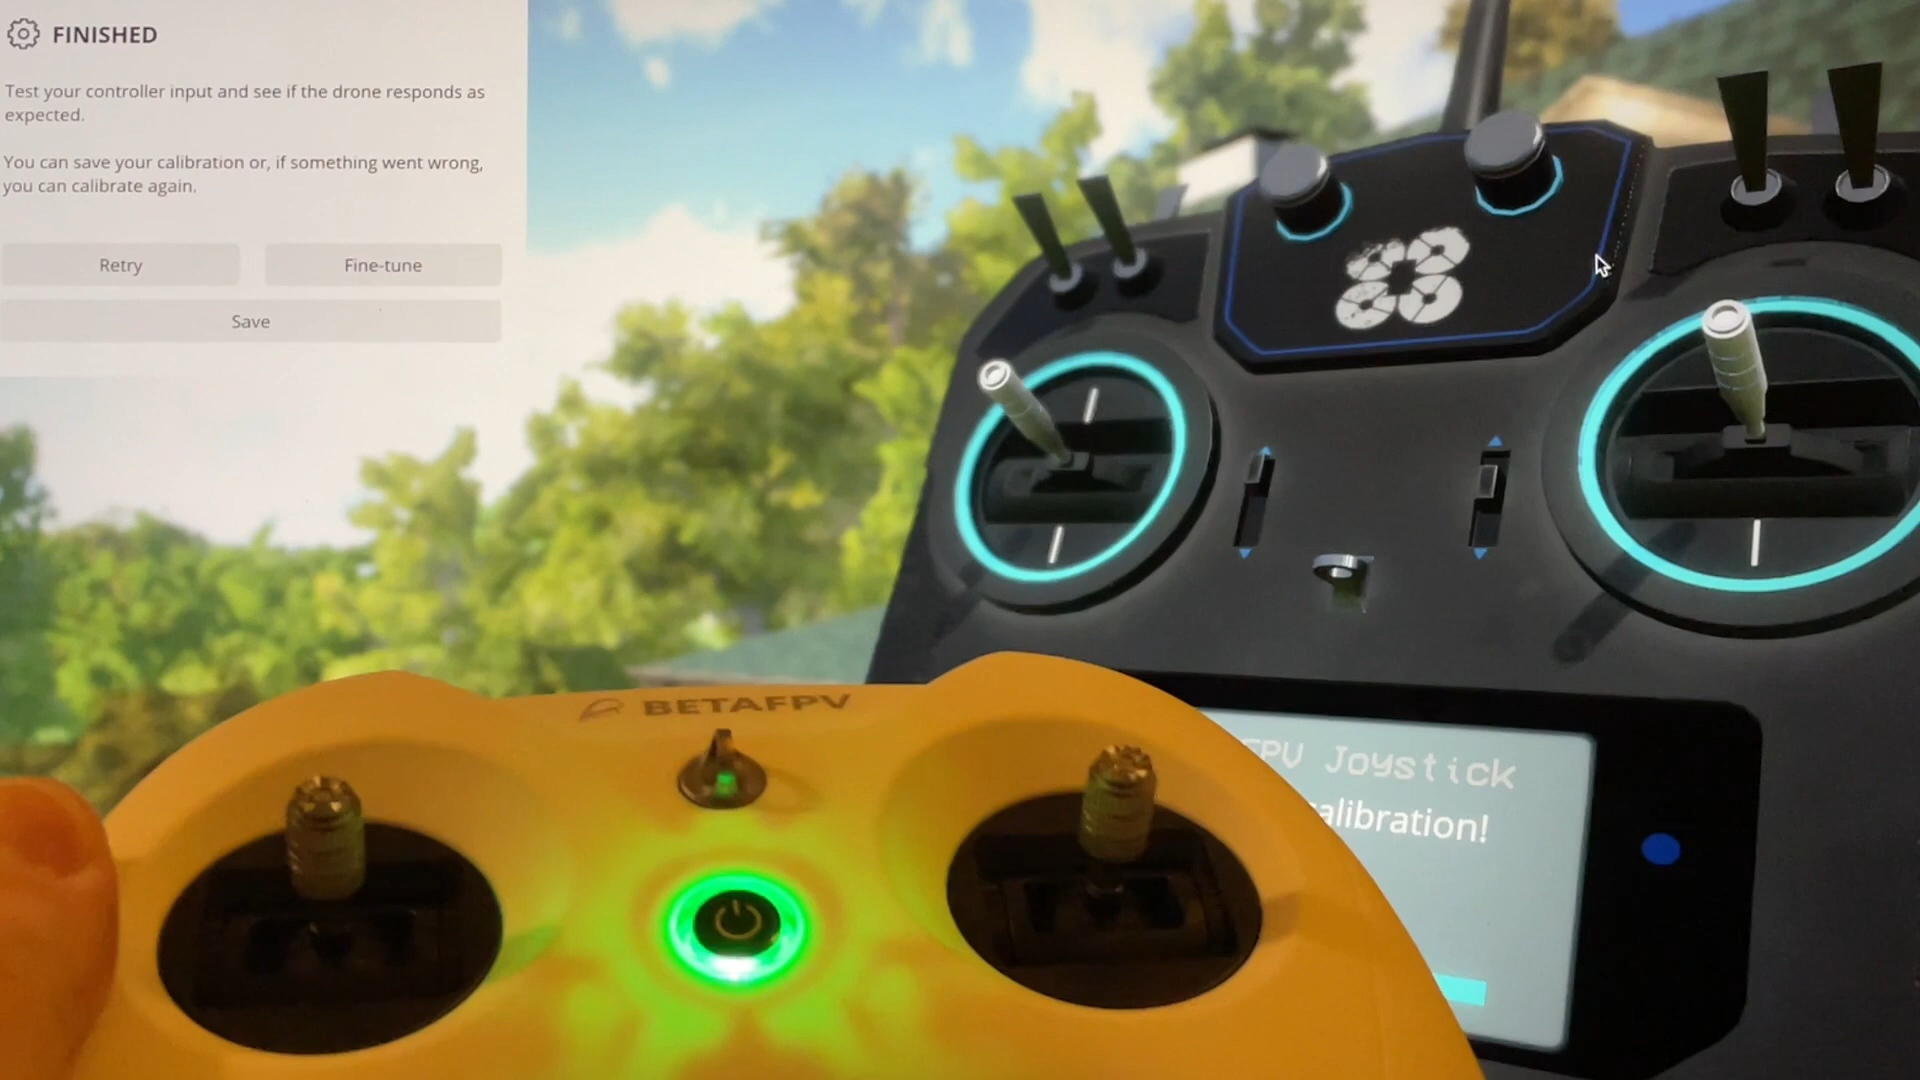 FINISHED
Test your controller input and see if the drone responds as
expected.
You can save your calibration or, if something went wrong,
you can calibrate again.
Retry
Fine-tune
Save
BETAFPV
FPV Joystick
alibration!